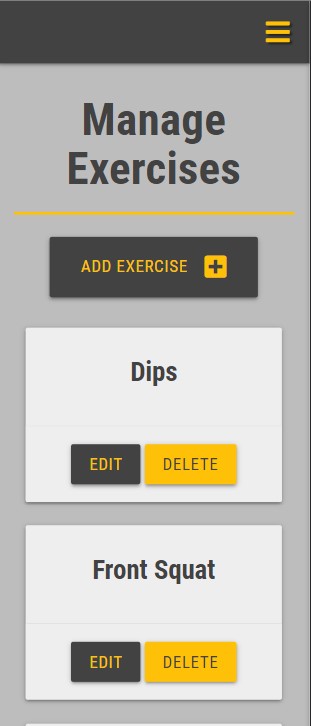 Manage
Exercises
ADD EXERCISE
Dips
EDIT DELETE
Front Squat
EDIT DELETE